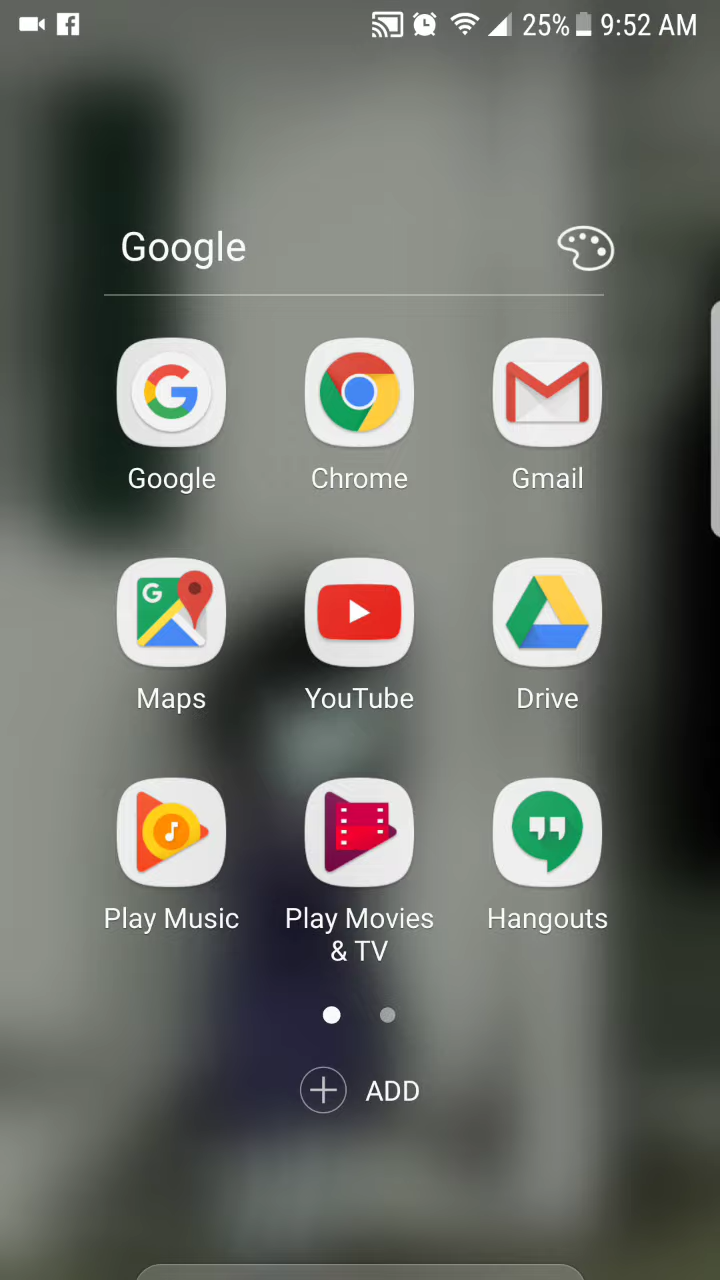 25% 9:52 AM
Google
Google Chrome Gmail
Maps YouTube Drive
Play Music Play Movies & TV Hangouts
ADD